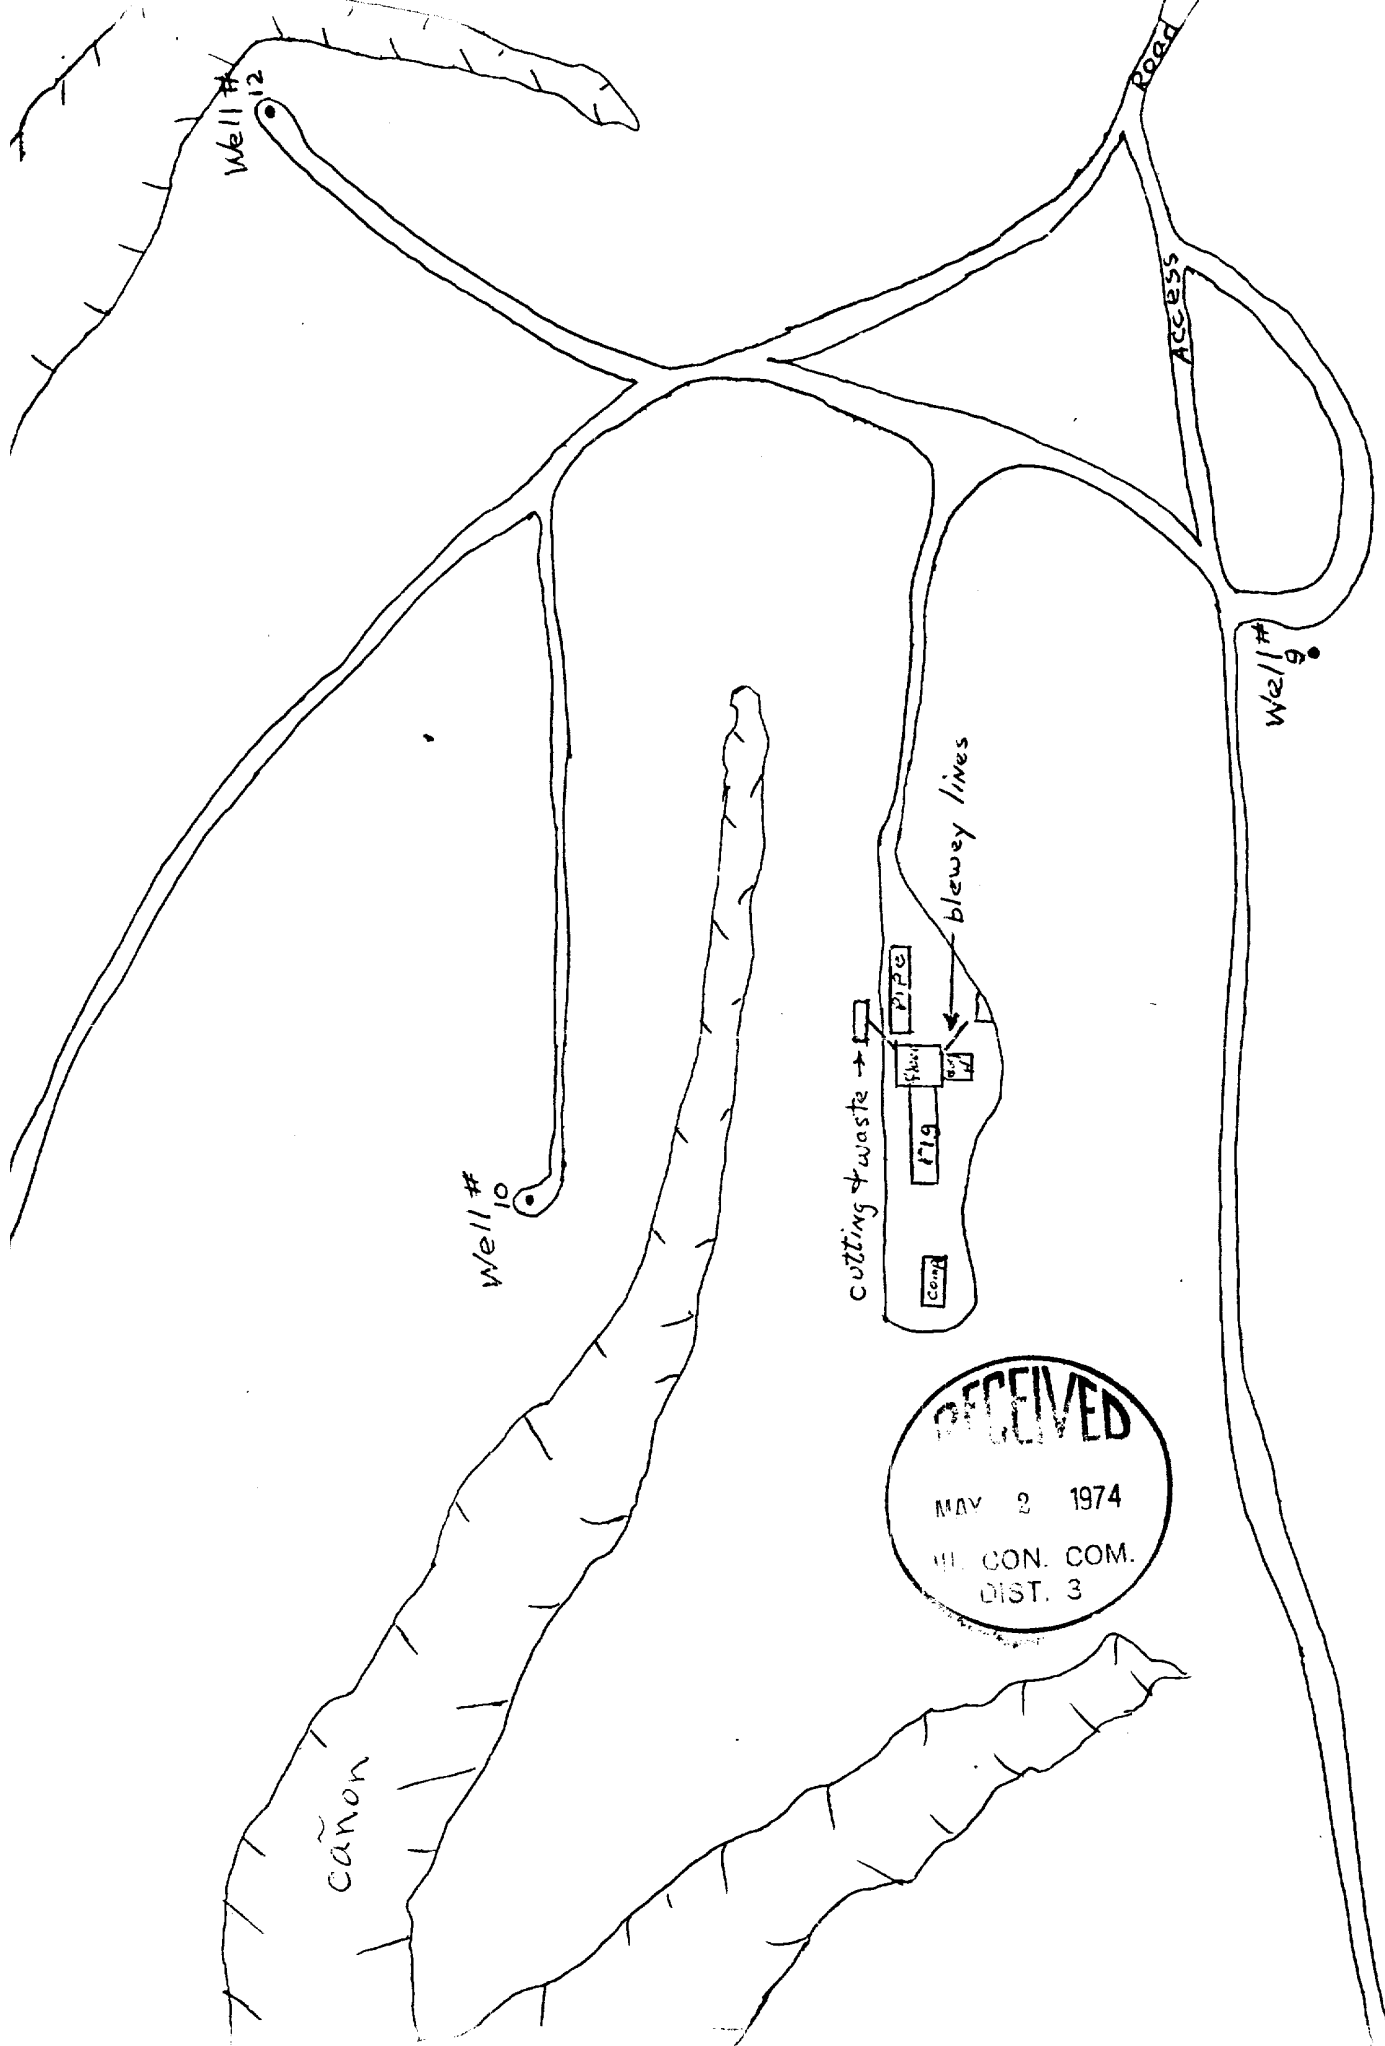 Road
Well #
12
ACCESS
Well #
9
blewey lines
Pipe
cutting & waste
Rig
Well #
10
comp
RECEIVED
MAY 2 1974
CON. COM.
DIST. 3
cañon